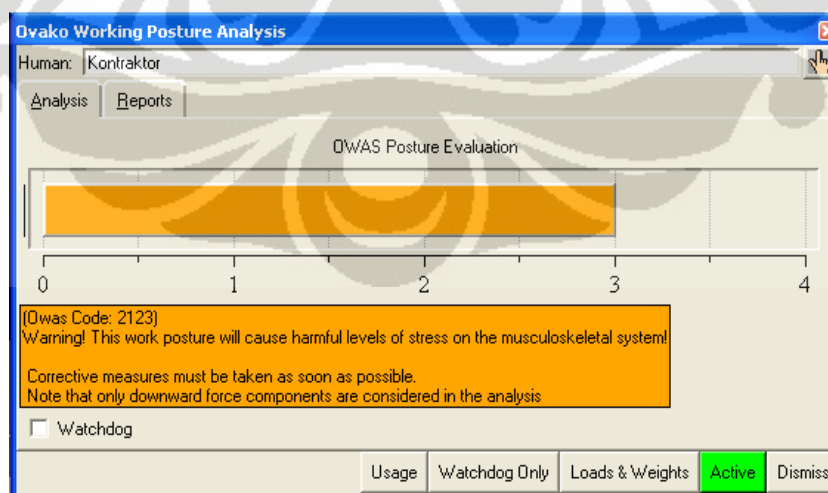 Ovako Working Posture Analysis
Human: Kontraktor
Analysis Reports
OWAS Posture Evaluation
0 1 2 3 4
(Owas Code: 2123)
Warning! This work posture will cause harmful levels of stress on the musculoskeletal system!
Corrective measures must be taken as soon as possible.
Note that only downward force components are considered in the analysis
Watchdog
Usage Watchdog Only Loads & Weights Active Dismiss